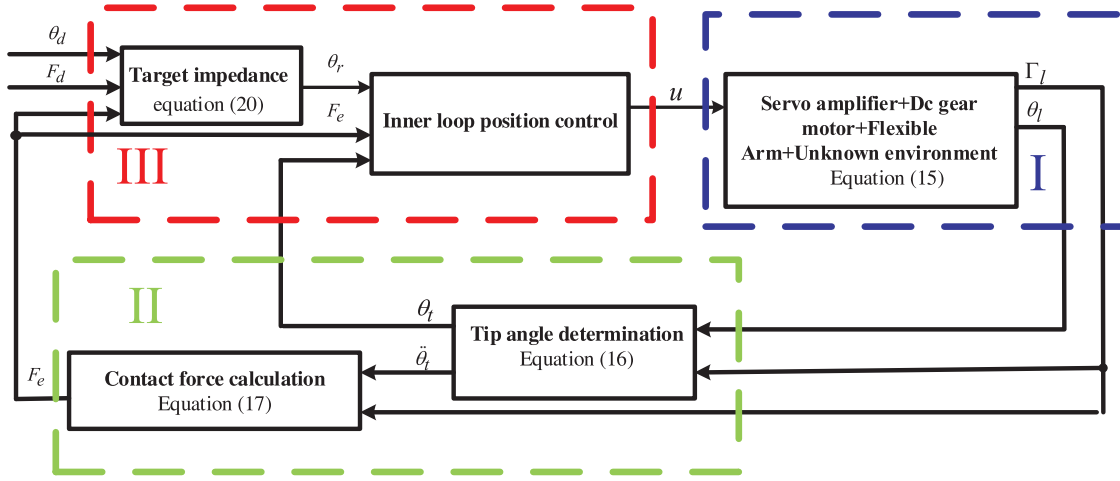 θ_d
F_d
Target impedance
equation (20)
θ_r
F_e
Inner loop position control
III
u
Servo amplifier+Dc gear
motor+Flexible
Arm+Unknown environment
Equation (15)
Γ_l
θ_l
I
II
θ_t
θ̈_t
Tip angle determination
Equation (16)
F_e
Contact force calculation
Equation (17)